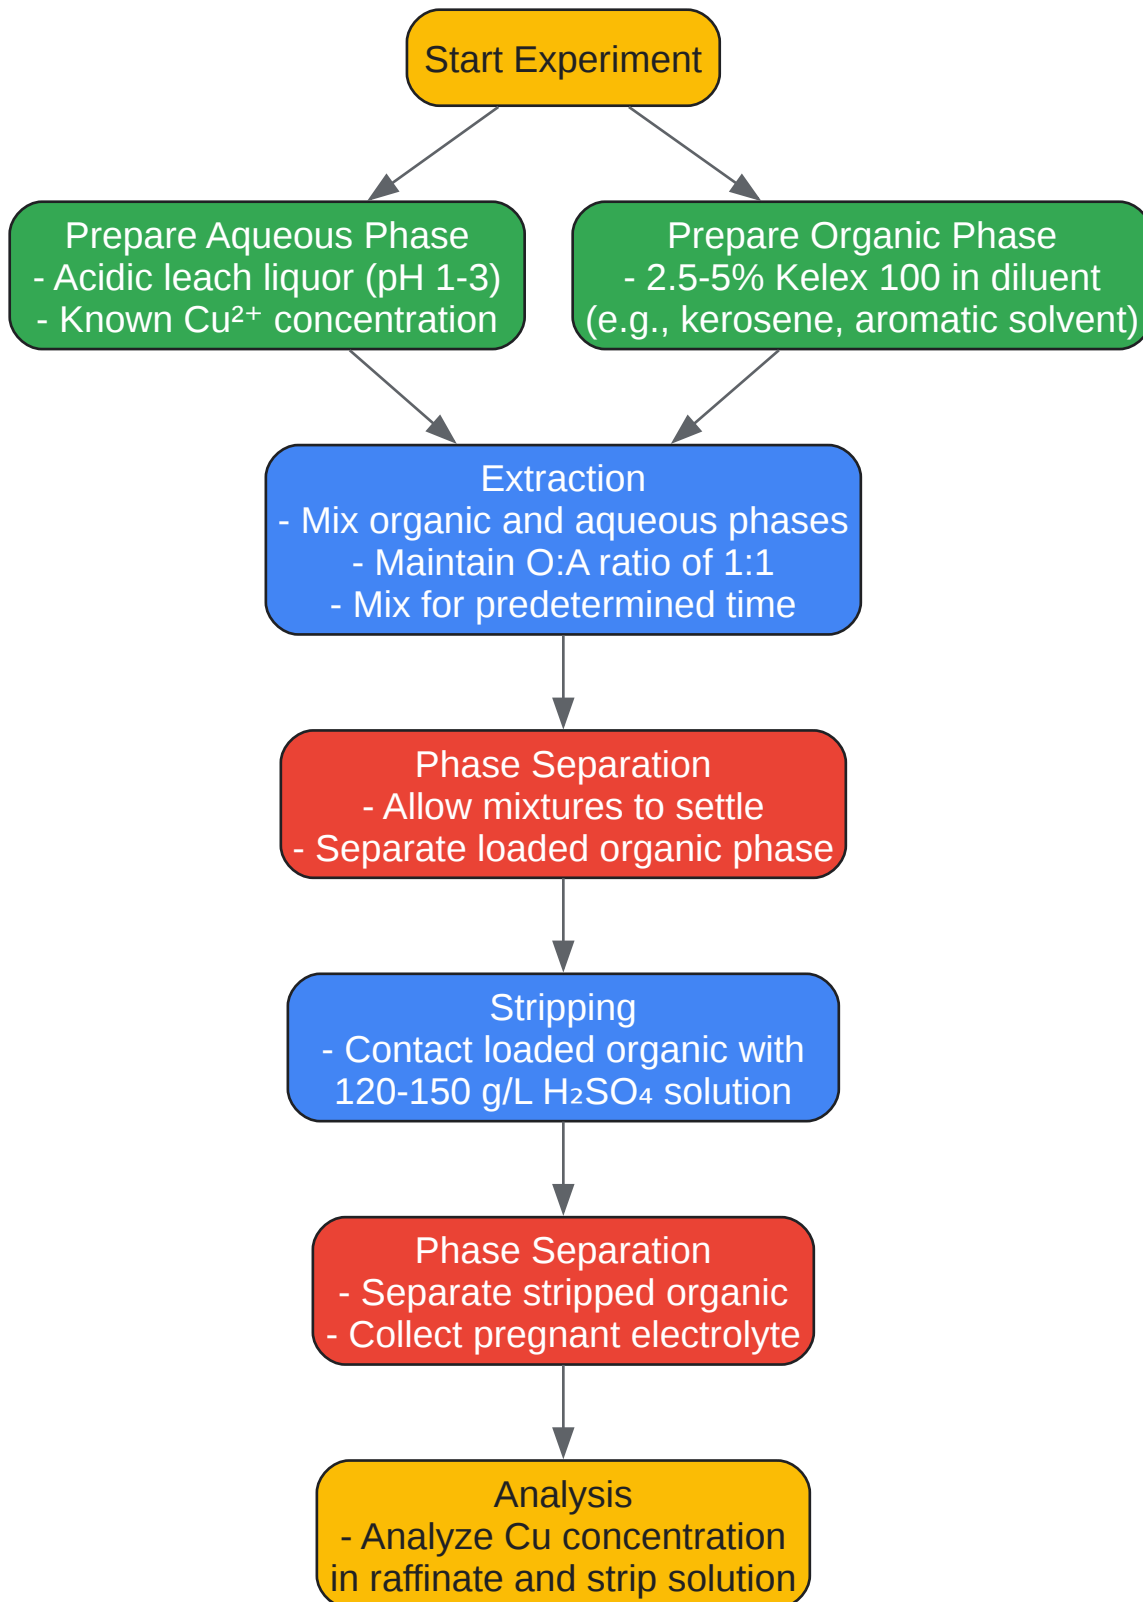 Start Experiment
Prepare Aqueous Phase
- Acidic leach liquor (pH 1-3)
- Known Cu²⁺ concentration
Prepare Organic Phase
- 2.5-5% Kelex 100 in diluent
(e.g., kerosene, aromatic solvent)
Extraction
- Mix organic and aqueous phases
- Maintain O:A ratio of 1:1
- Mix for predetermined time
Phase Separation
- Allow mixtures to settle
- Separate loaded organic phase
Stripping
- Contact loaded organic with
120-150 g/L H₂SO₄ solution
Phase Separation
- Separate stripped organic
- Collect pregnant electrolyte
Analysis
- Analyze Cu concentration
in raffinate and strip solution